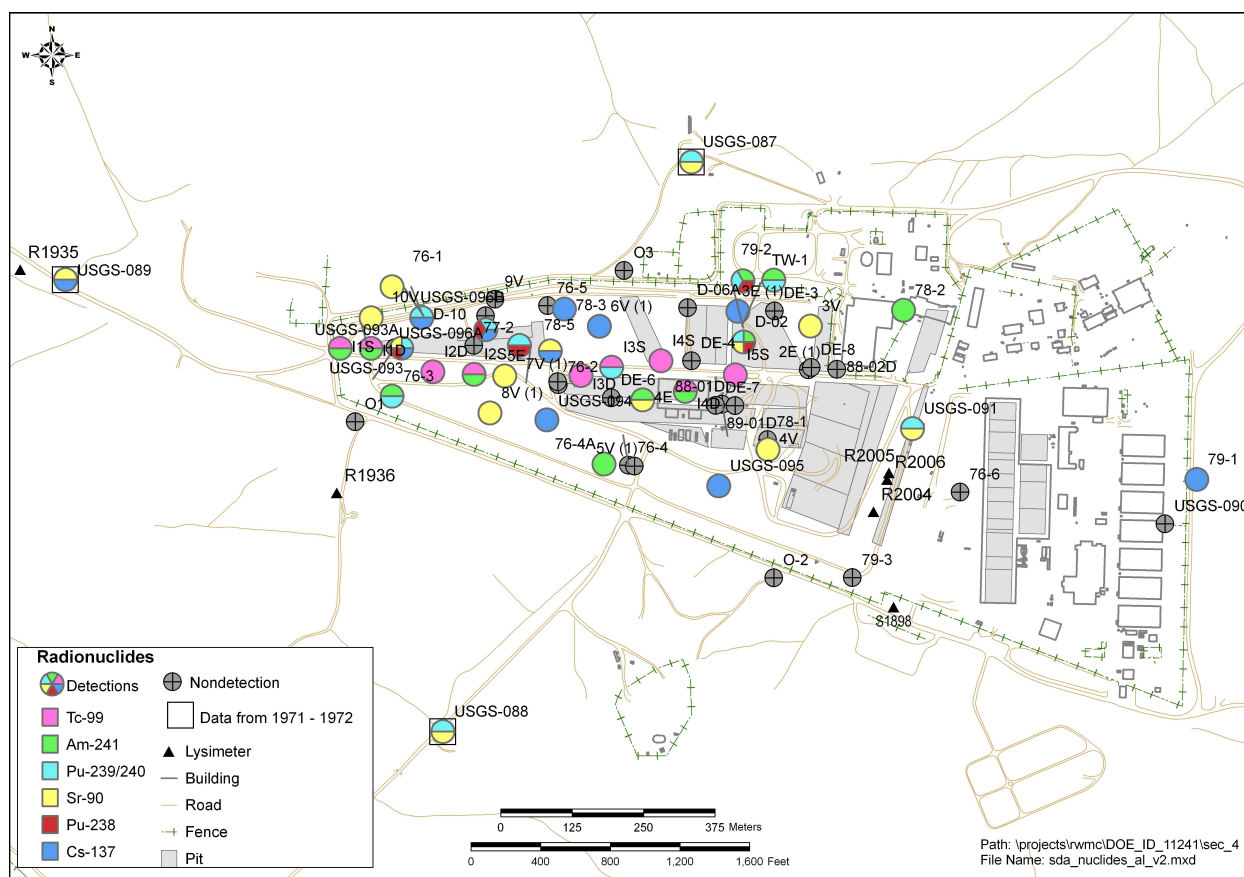 N
W E
S
USGS-087
R1935
USGS-089
76-1
O3
79-2
TW-1
9V
76-5
D-06A
3E (1)
DE-3
78-2
10V
USGS-096B
78-3
6V (1)
3V
D-10
D-02
USGS-093A
USGS-096A
77-2
78-5
DE-4
I1S
I1D
I2D
I2S
5E
I3S
I4S
I5S
2E (1)
DE-8
USGS-093
76-3
7V (1)
76-2
88-02D
8V (1)
I3D
DE-6
88-01D
DE-7
O1
USGS-094
4E
I4D
USGS-091
89-01D
78-1
76-4A
5V (1)
76-4
4V
USGS-095
R2005
R2006
79-1
R1936
R2004
76-6
USGS-090
O-2
79-3
S1898
USGS-088
Radionuclides
Detections
Nondetection
Tc-99
Data from 1971 - 1972
Am-241
Lysimeter
Pu-239/240
Building
Sr-90
Road
Pu-238
Fence
Cs-137
Pit
0 125 250 375 Meters
0 400 800 1,200 1,600 Feet
Path: \projects\rwmc\DOE_ID_11241\sec_4
File Name: sda_nuclides_al_v2.mxd